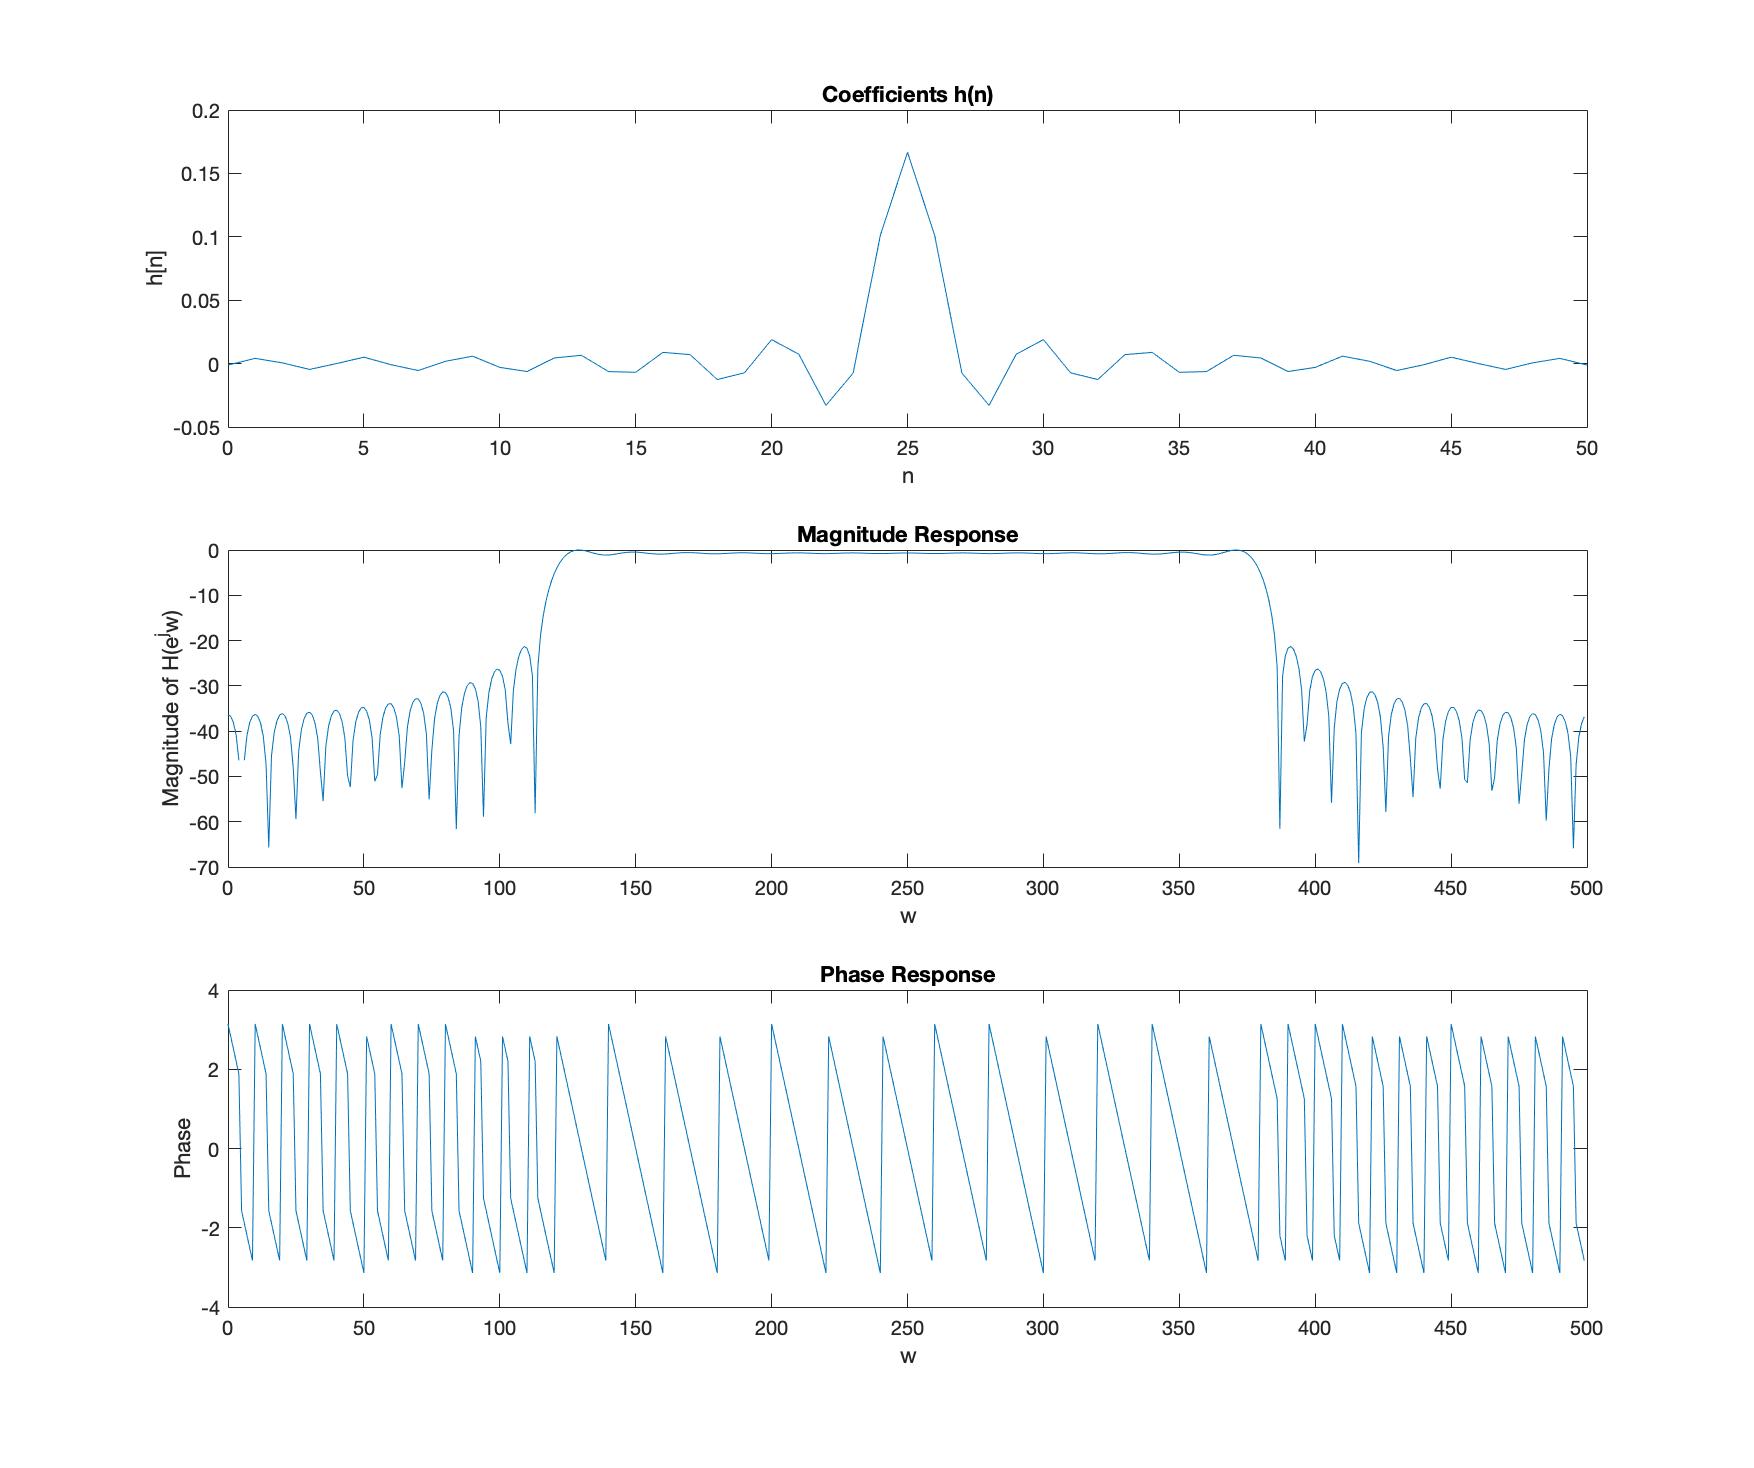 Coefficients h(n)
0.2
0.15
0.1
0.05
0
-0.05
h[n]
0 5 10 15 20 25 30 35 40 45 50
n
Magnitude Response
0
-10
-20
-30
-40
-50
-60
-70
Magnitude of H(e^jw)
0 50 100 150 200 250 300 350 400 450 500
w
Phase Response
4
2
0
-2
-4
Phase
0 50 100 150 200 250 300 350 400 450 500
w